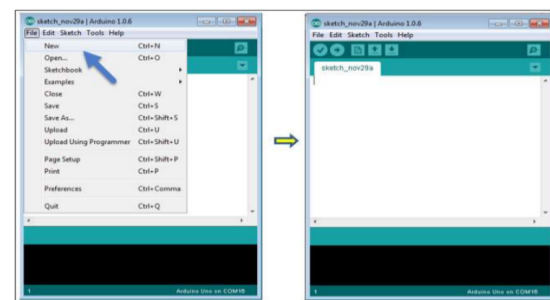 sketch_nov29a | Arduino 1.0.6
File Edit Sketch Tools Help
New Ctrl+N
Open... Ctrl+O
Sketchbook
Examples
Close Ctrl+W
Save Ctrl+S
Save As... Ctrl+Shift+S
Upload Ctrl+U
Upload Using Programmer Ctrl+Shift+U
Page Setup Ctrl+Shift+P
Print Ctrl+P
Preferences Ctrl+Comma
Quit Ctrl+Q
1 Arduino Uno on COM16
sketch_nov29a | Arduino 1.0.6
File Edit Sketch Tools Help
sketch_nov29a
1 Arduino Uno on COM16